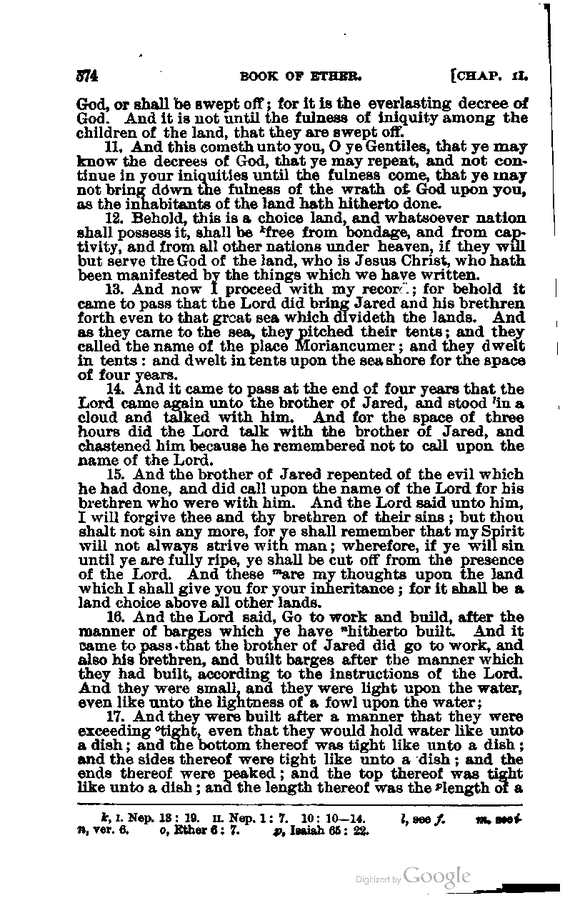 574 BOOK OF ETHER. [CHAP. II.
God, or shall be swept off; for it is the everlasting decree of
God. And it is not until the fulness of iniquity among the
children of the land, that they are swept off.
11. And this cometh unto you, O ye Gentiles, that ye may
know the decrees of God, that ye may repent, and not con-
tinue in your iniquities until the fulness come, that ye may
not bring down the fulness of the wrath of God upon you,
as the inhabitants of the land hath hitherto done.
12. Behold, this is a choice land, and whatsoever nation
shall possess it, shall be ᵏfree from bondage, and from cap-
tivity, and from all other nations under heaven, if they will
but serve the God of the land, who is Jesus Christ, who hath
been manifested by the things which we have written.
13. And now I proceed with my record; for behold it
came to pass that the Lord did bring Jared and his brethren
forth even to that great sea which divideth the lands. And
as they came to the sea, they pitched their tents; and they
called the name of the place Moriancumer; and they dwelt
in tents: and dwelt in tents upon the sea shore for the space
of four years.
14. And it came to pass at the end of four years that the
Lord came again unto the brother of Jared, and stood ˡin a
cloud and talked with him. And for the space of three
hours did the Lord talk with the brother of Jared, and
chastened him because he remembered not to call upon the
name of the Lord.
15. And the brother of Jared repented of the evil which
he had done, and did call upon the name of the Lord for his
brethren who were with him. And the Lord said unto him,
I will forgive thee and thy brethren of their sins; but thou
shalt not sin any more, for ye shall remember that my Spirit
will not always strive with man; wherefore, if ye will sin
until ye are fully ripe, ye shall be cut off from the presence
of the Lord. And these ᵐare my thoughts upon the land
which I shall give you for your inheritance; for it shall be a
land choice above all other lands.
16. And the Lord said, Go to work and build, after the
manner of barges which ye have ⁿhitherto built. And it
came to pass that the brother of Jared did go to work, and
also his brethren, and built barges after the manner which
they had built, according to the instructions of the Lord.
And they were small, and they were light upon the water,
even like unto the lightness of a fowl upon the water;
17. And they were built after a manner that they were
exceeding ᵒtight, even that they would hold water like unto
a dish; and the bottom thereof was tight like unto a dish;
and the sides thereof were tight like unto a dish; and the
ends thereof were peaked; and the top thereof was tight
like unto a dish; and the length thereof was the ᵖlength of a
k, I. Nep. 13: 19. II. Nep. 1: 7. 10: 10—14. l, see f. m, see
n, ver. 6. o, Ether 6: 7. p, Isaiah 65: 22.
Digitized by Google